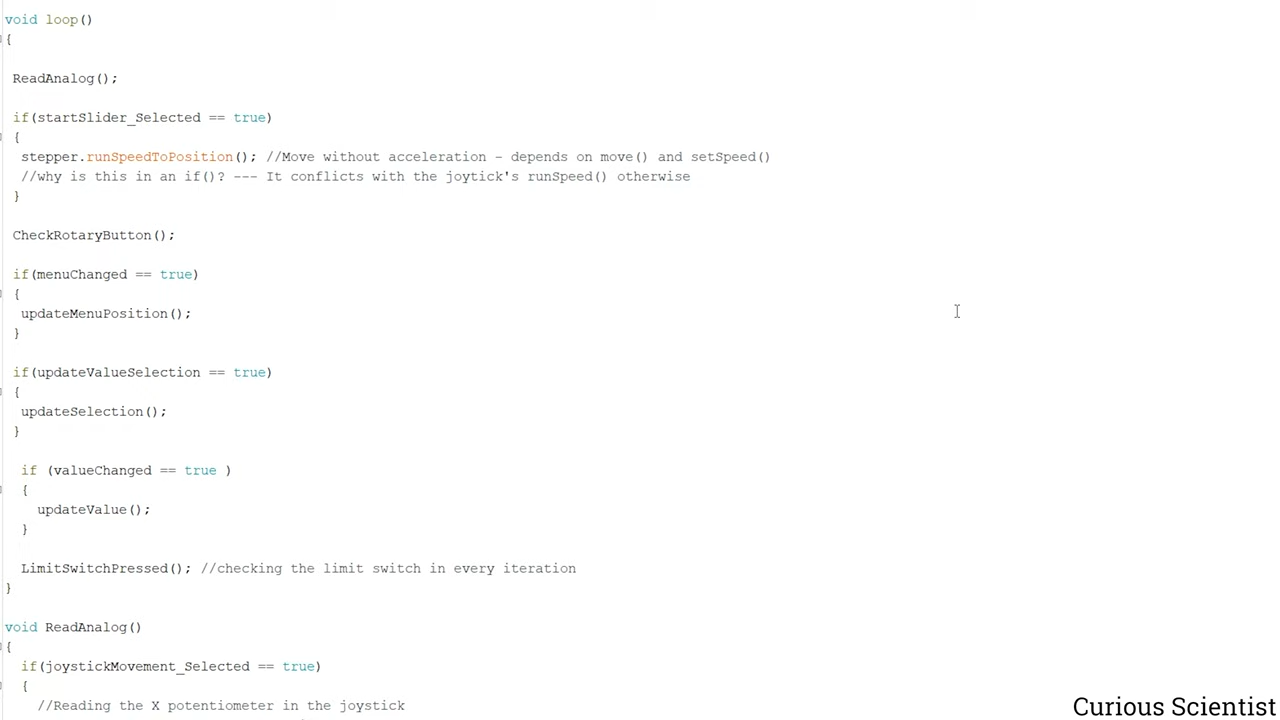 void loop()
{
ReadAnalog();
if(startSlider_Selected == true)
{
stepper.runSpeedToPosition(); //Move without acceleration - depends on move() and setSpeed()
//why is this in an if()? --- It conflicts with the joytick's runSpeed() otherwise
}
CheckRotaryButton();
if(menuChanged == true)
{
updateMenuPosition();
}
if(updateValueSelection == true)
{
updateSelection();
}
if (valueChanged == true )
{
updateValue();
}
LimitSwitchPressed(); //checking the limit switch in every iteration
}
void ReadAnalog()
{
if(joystickMovement_Selected == true)
{
//Reading the X potentiometer in the joystick
Curious Scientist